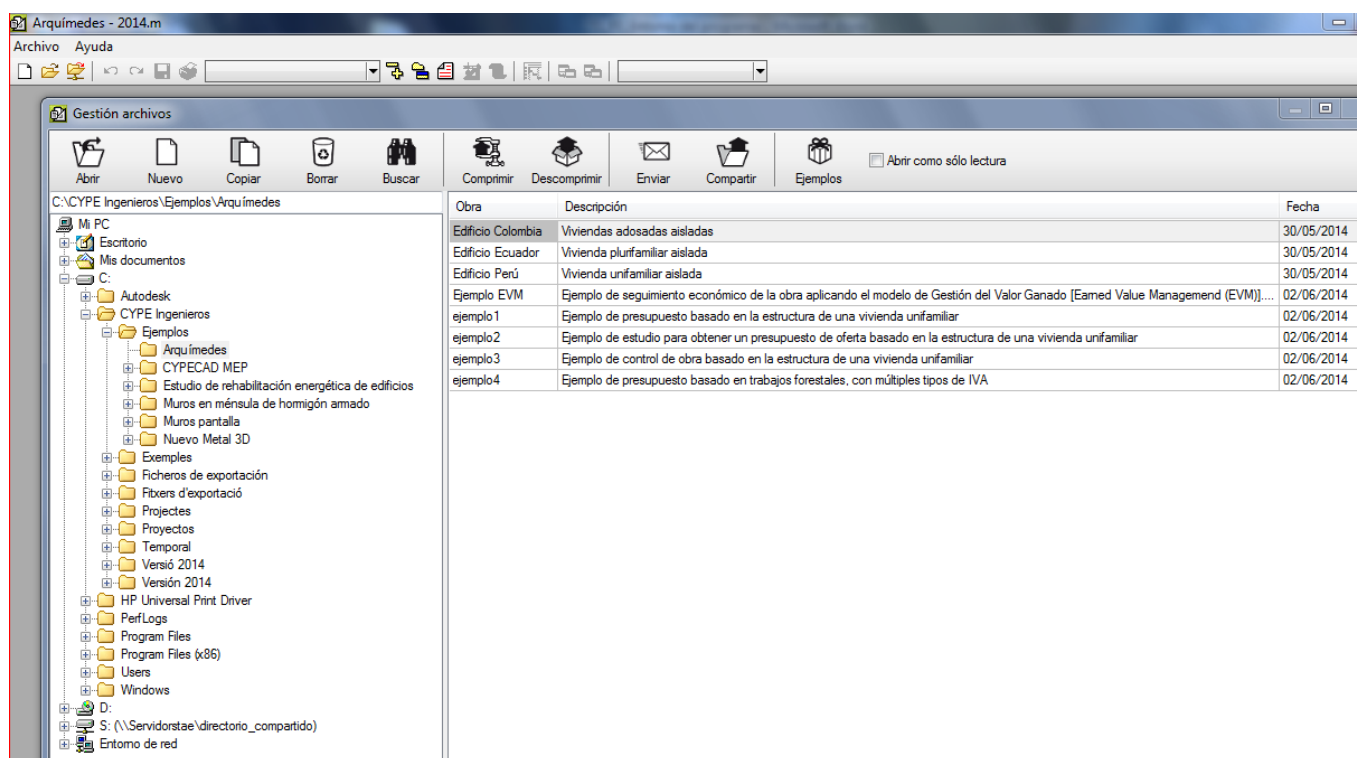 Arquímedes - 2014.m
Archivo Ayuda
Gestión archivos
Abrir Nuevo Copiar Borrar Buscar Comprimir Descomprimir Enviar Compartir Ejemplos Abrir como sólo lectura
C:\CYPE Ingenieros\Ejemplos\Arquímedes
Mi PC
Escritorio
Mis documentos
C:
Autodesk
CYPE Ingenieros
Ejemplos
Arquímedes
CYPECAD MEP
Estudio de rehabilitación energética de edificios
Muros en ménsula de hormigón armado
Muros pantalla
Nuevo Metal 3D
Exemples
Ficheros de exportación
Fitxers d'exportació
Projectes
Proyectos
Temporal
Versió 2014
Versión 2014
HP Universal Print Driver
PerfLogs
Program Files
Program Files (x86)
Users
Windows
D:
S: (\\Servidorstae\directorio_compartido)
Entorno de red
Obra Descripción Fecha
Edificio Colombia Viviendas adosadas aisladas 30/05/2014
Edificio Ecuador Vivienda plurifamiliar aislada 30/05/2014
Edificio Perú Vivienda unifamiliar aislada 30/05/2014
Ejemplo EVM Ejemplo de seguimiento económico de la obra aplicando el modelo de Gestión del Valor Ganado [Earned Value Managemend (EVM)].... 02/06/2014
ejemplo1 Ejemplo de presupuesto basado en la estructura de una vivienda unifamiliar 02/06/2014
ejemplo2 Ejemplo de estudio para obtener un presupuesto de oferta basado en la estructura de una vivienda unifamiliar 02/06/2014
ejemplo3 Ejemplo de control de obra basado en la estructura de una vivienda unifamiliar 02/06/2014
ejemplo4 Ejemplo de presupuesto basado en trabajos forestales, con múltiples tipos de IVA 02/06/2014